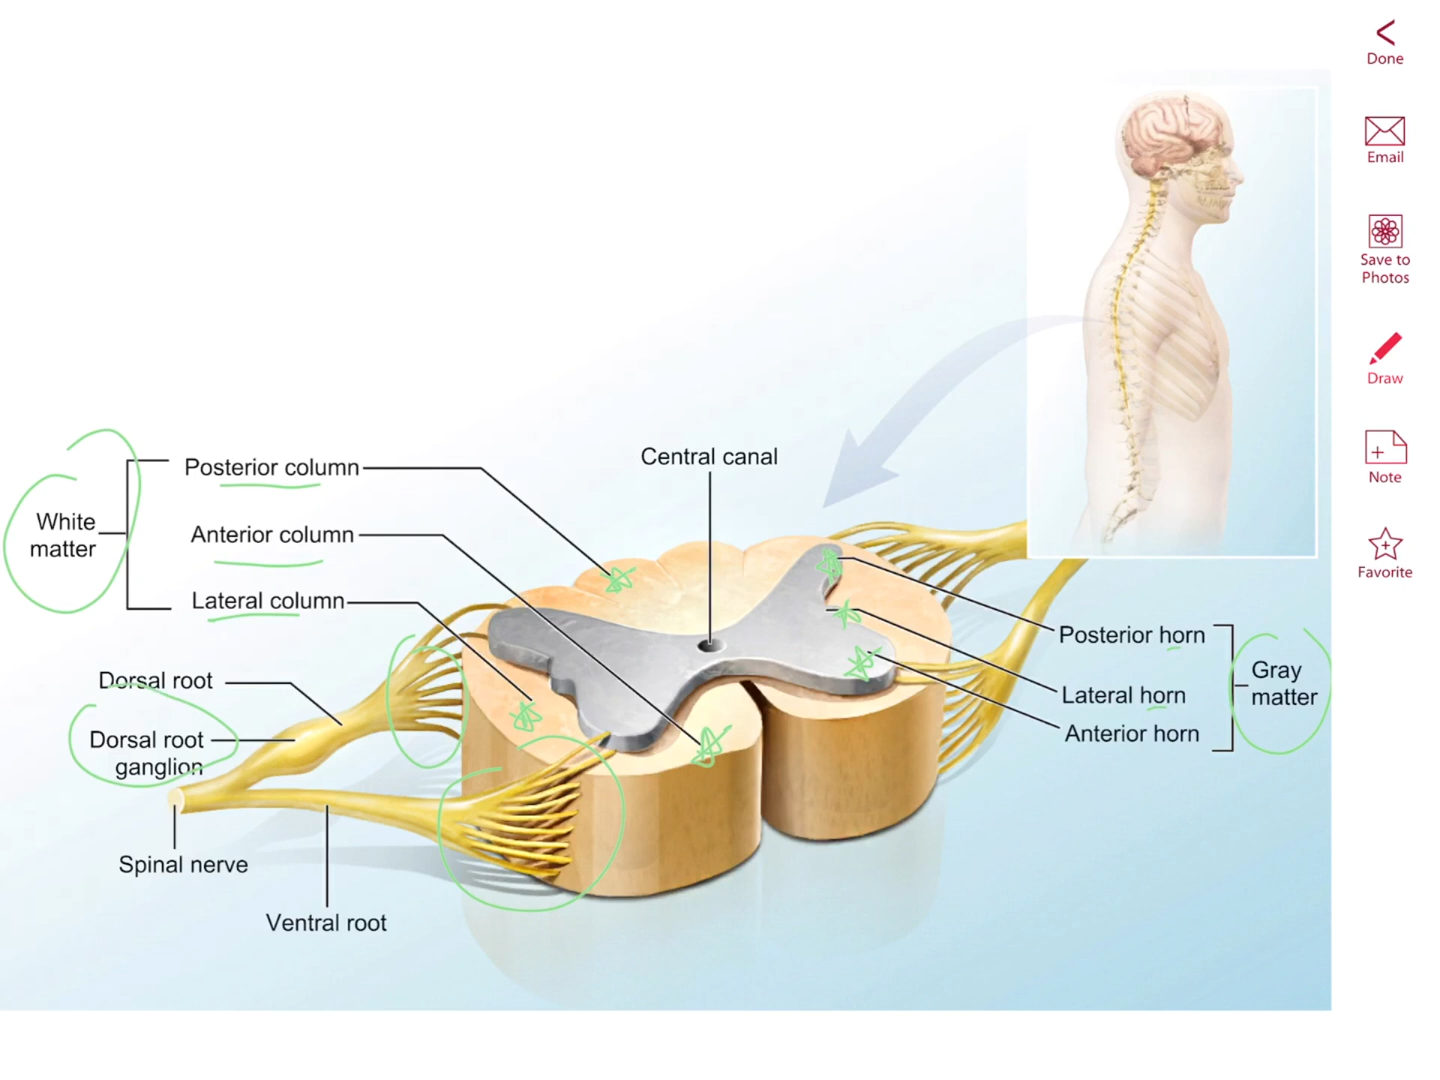 Done
Email
Save to
Photos
Draw
Note
Favorite
Central canal
Posterior column
White
matter
Anterior column
Lateral column
Dorsal root
Dorsal root
ganglion
Spinal nerve
Ventral root
Posterior horn
Gray
matter
Lateral horn
Anterior horn